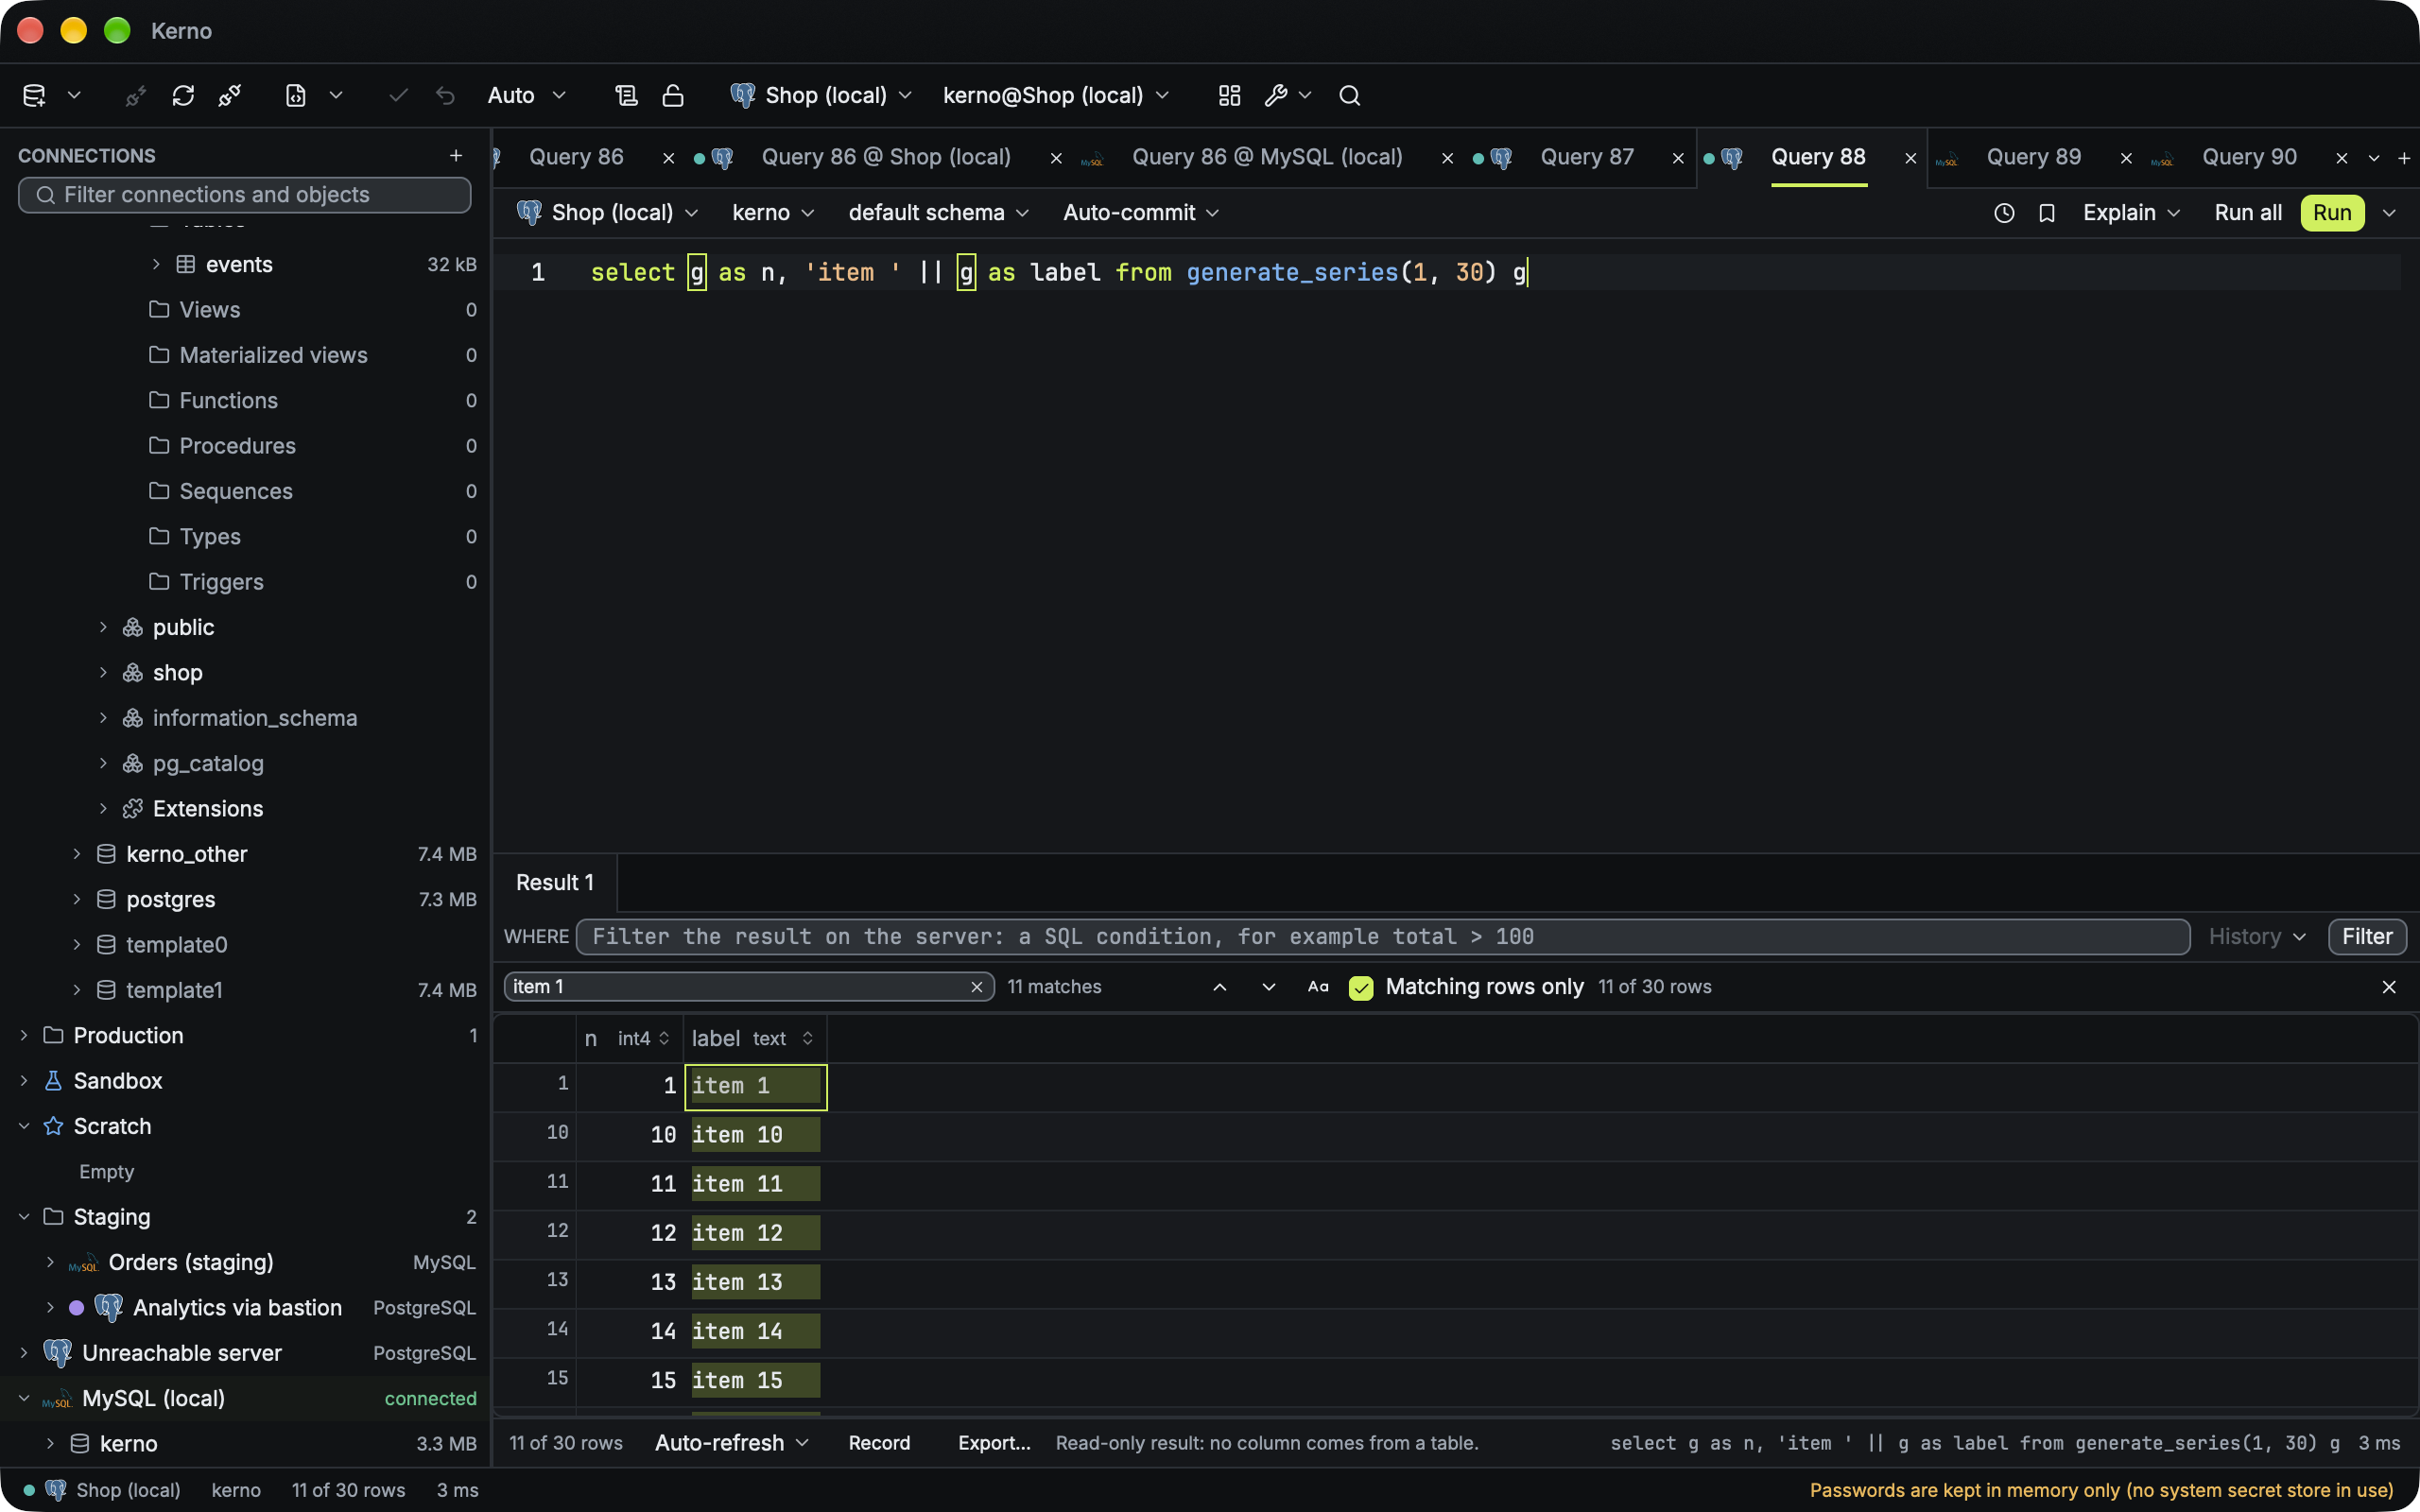 Kerno
Auto
Shop (local)
kerno@Shop (local)
CONNECTIONS
Filter connections and objects
events 32 kB
Views 0
Materialized views 0
Functions 0
Procedures 0
Sequences 0
Types 0
Triggers 0
public
shop
information_schema
pg_catalog
Extensions
kerno_other 7.4 MB
postgres 7.3 MB
template0
template1 7.4 MB
Production 1
Sandbox
Scratch
Empty
Staging 2
MySQL Orders (staging) MySQL
Analytics via bastion PostgreSQL
Unreachable server PostgreSQL
MySQL MySQL (local) connected
kerno 3.3 MB
Query 86
Query 86 @ Shop (local)
MySQL Query 86 @ MySQL (local)
Query 87
Query 88
MySQL Query 89
MySQL Query 90
Shop (local) kerno default schema Auto-commit Explain Run all Run
1 select g as n, 'item ' || g as label from generate_series(1, 30) g
Result 1
WHERE Filter the result on the server: a SQL condition, for example total > 100 History Filter
item 1 11 matches Aa Matching rows only 11 of 30 rows
n int4 label text
1 1 item 1
10 10 item 10
11 11 item 11
12 12 item 12
13 13 item 13
14 14 item 14
15 15 item 15
11 of 30 rows Auto-refresh Record Export... Read-only result: no column comes from a table. select g as n, 'item ' || g as label from generate_series(1, 30) g 3 ms
Shop (local) kerno 11 of 30 rows 3 ms Passwords are kept in memory only (no system secret store in use)